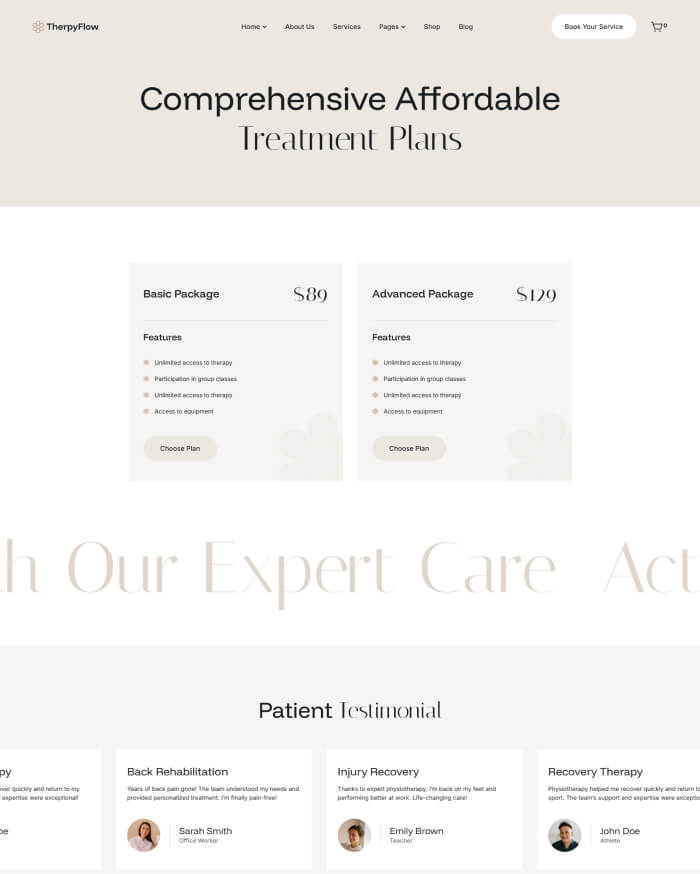 TherpyFlow
Home
About Us
Services
Pages
Shop
Blog
Book Your Service
0
Comprehensive Affordable
Treatment Plans
Basic Package
$89
Features
Unlimited access to therapy
Participation in group classes
Unlimited access to therapy
Access to equipment
Choose Plan
Advanced Package
$129
Features
Unlimited access to therapy
Participation in group classes
Unlimited access to therapy
Access to equipment
Choose Plan
h Our Expert Care Act
Patient Testimonial
py
over quickly and return to my
expertise were exceptional!
oe
Back Rehabilitation
Years of back pain gone! The team understood my needs and
provided personalized treatment. I'm finally pain-free!
Sarah Smith
Office Worker
Injury Recovery
Thanks to expert physiotherapy, I'm back on my feet and
performing better at work. Life-changing care!
Emily Brown
Teacher
Recovery Therapy
Physiotherapy helped me recover quickly and return to
sport. The team's support and expertise were exceptio
John Doe
Athlete